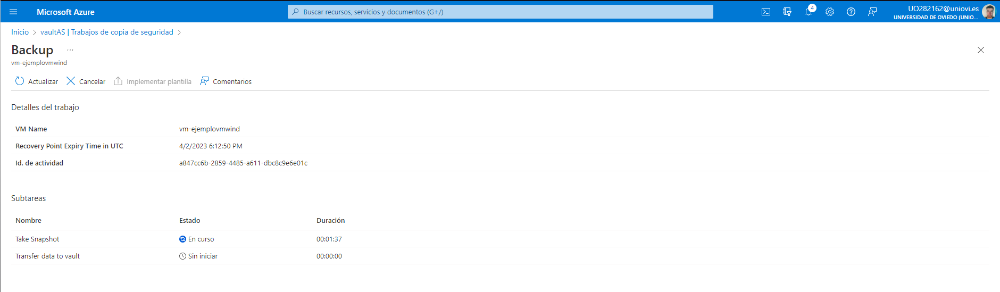 Microsoft Azure
Buscar recursos, servicios y documentos (G+/)
4
UO282162@uniovi.es
UNIVERSIDAD DE OVIEDO (UNIO...
Inicio > vaultAS | Trabajos de copia de seguridad >
Backup ...
vm-ejemplovmwind
Actualizar Cancelar Implementar plantilla Comentarios
Detalles del trabajo
VM Name vm-ejemplovmwind
Recovery Point Expiry Time in UTC 4/2/2023 6:12:50 PM
Id. de actividad a847cc6b-2859-4485-a611-dbc8c9e6e01c
Subtareas
Nombre Estado Duración
Take Snapshot En curso 00:01:37
Transfer data to vault Sin iniciar 00:00:00